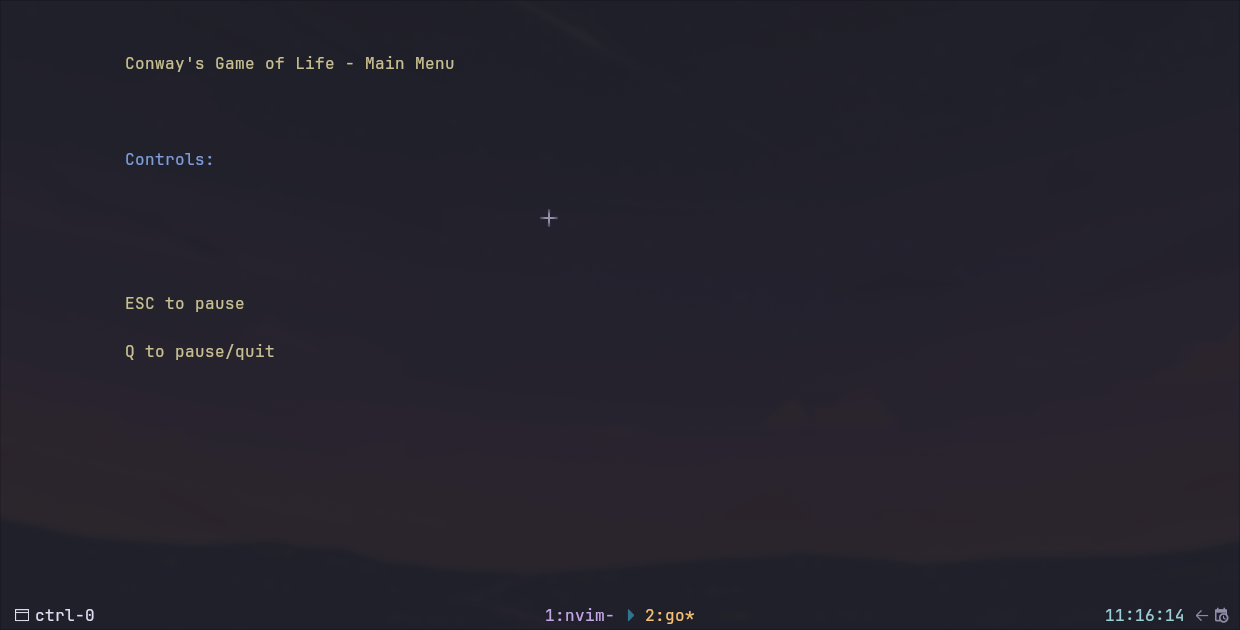 Conway's Game of Life - Main Menu
Controls:
ESC to pause
Q to pause/quit
ctrl-0 1:nvim- 2:go* 11:16:14